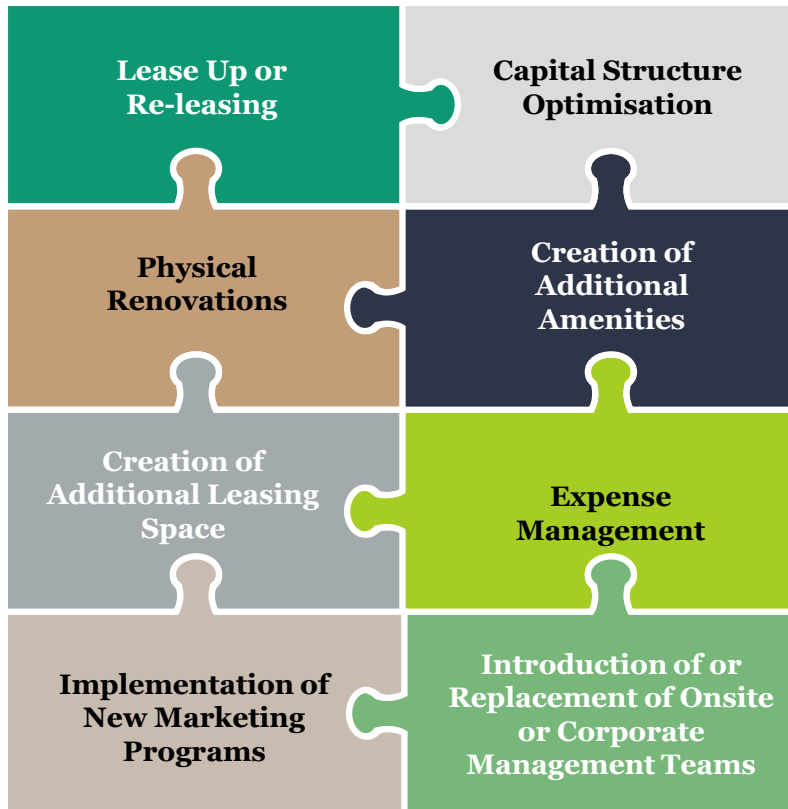 Lease Up or
Re-leasing
Capital Structure
Optimisation
Physical
Renovations
Creation of
Additional
Amenities
Creation of
Additional Leasing
Space
Expense
Management
Implementation of
New Marketing
Programs
Introduction of or
Replacement of Onsite
or Corporate
Management Teams